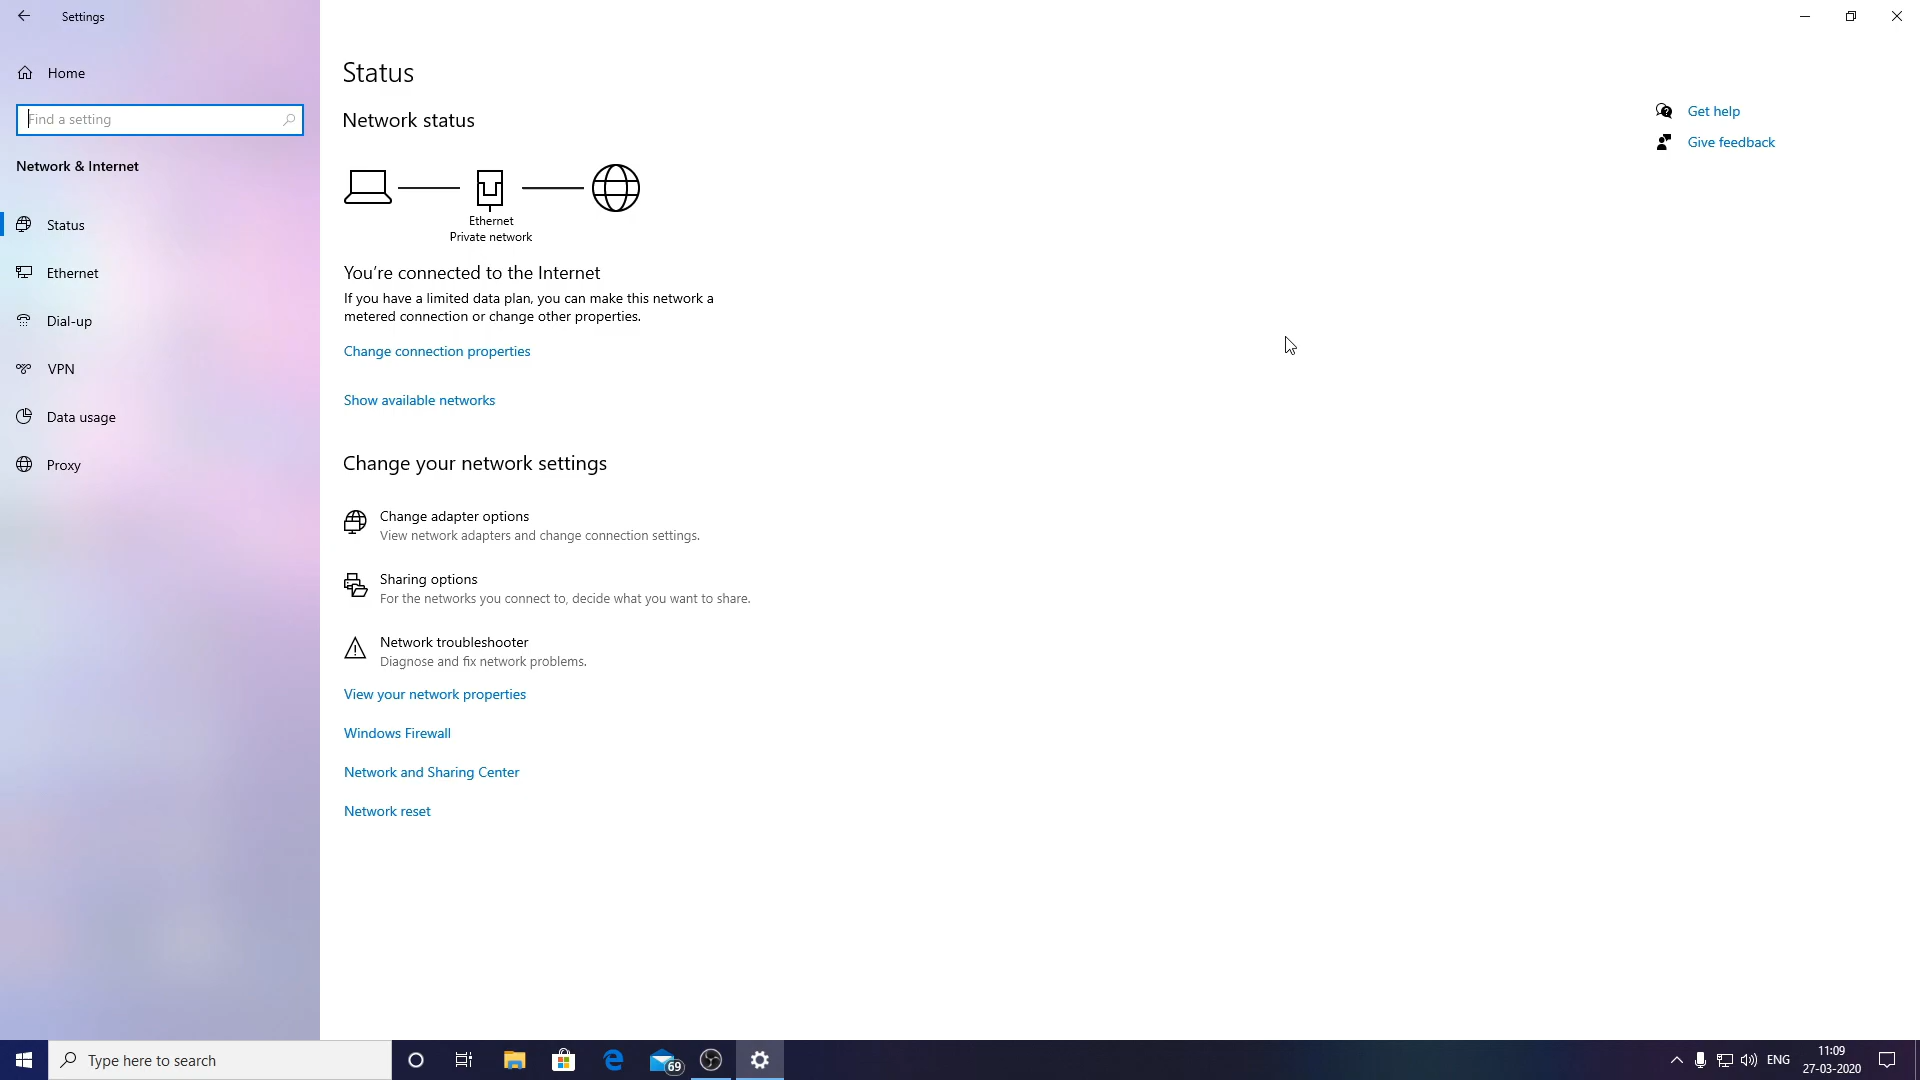 Settings
Home
Find a setting
Network & Internet
Status
Ethernet
Dial-up
VPN
Data usage
Proxy
Status
Network status
Ethernet
Private network
You’re connected to the Internet
If you have a limited data plan, you can make this network a
metered connection or change other properties.
Change connection properties
Show available networks
Change your network settings
Change adapter options
View network adapters and change connection settings.
Sharing options
For the networks you connect to, decide what you want to share.
Network troubleshooter
Diagnose and fix network problems.
View your network properties
Windows Firewall
Network and Sharing Center
Network reset
Get help
Give feedback
Type here to search
69
ENG
11:09
27-03-2020